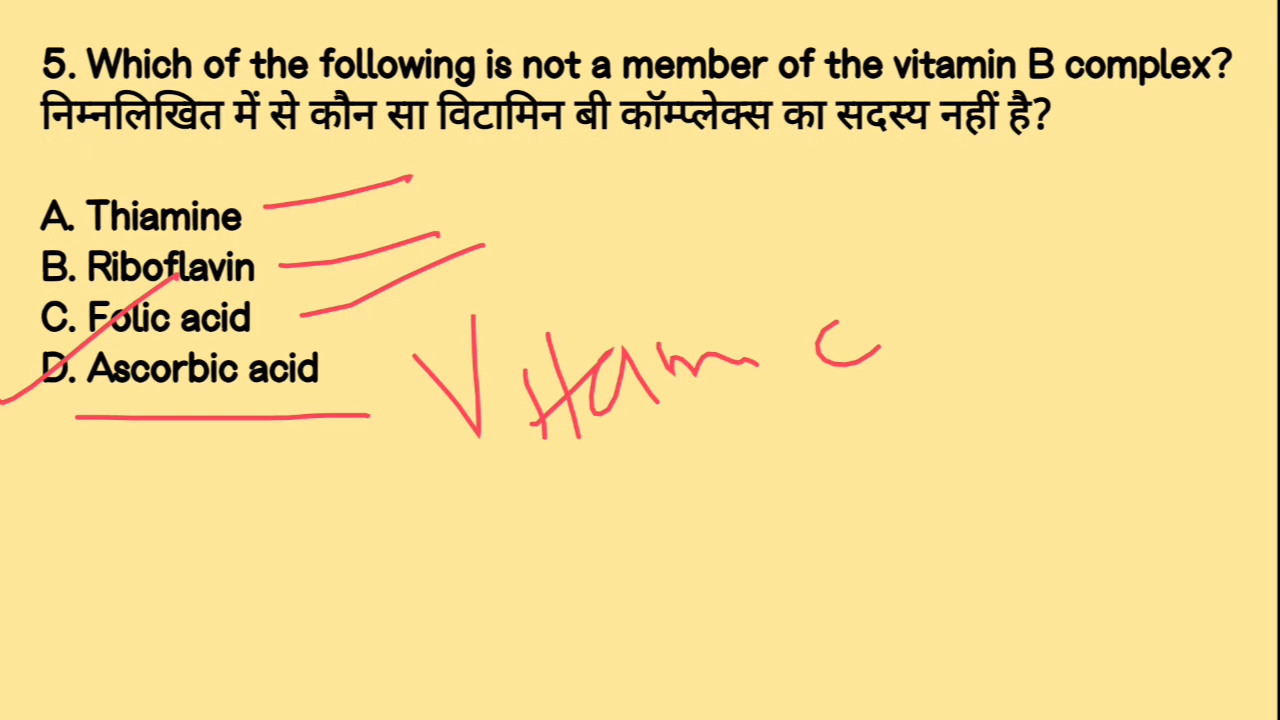 5. Which of the following is not a member of the vitamin B complex?
निम्नलिखित में से कौन सा विटामिन बी कॉम्प्लेक्स का सदस्य नहीं है?
A. Thiamine
B. Riboflavin
C. Folic acid
D. Ascorbic acid
Vitamin C